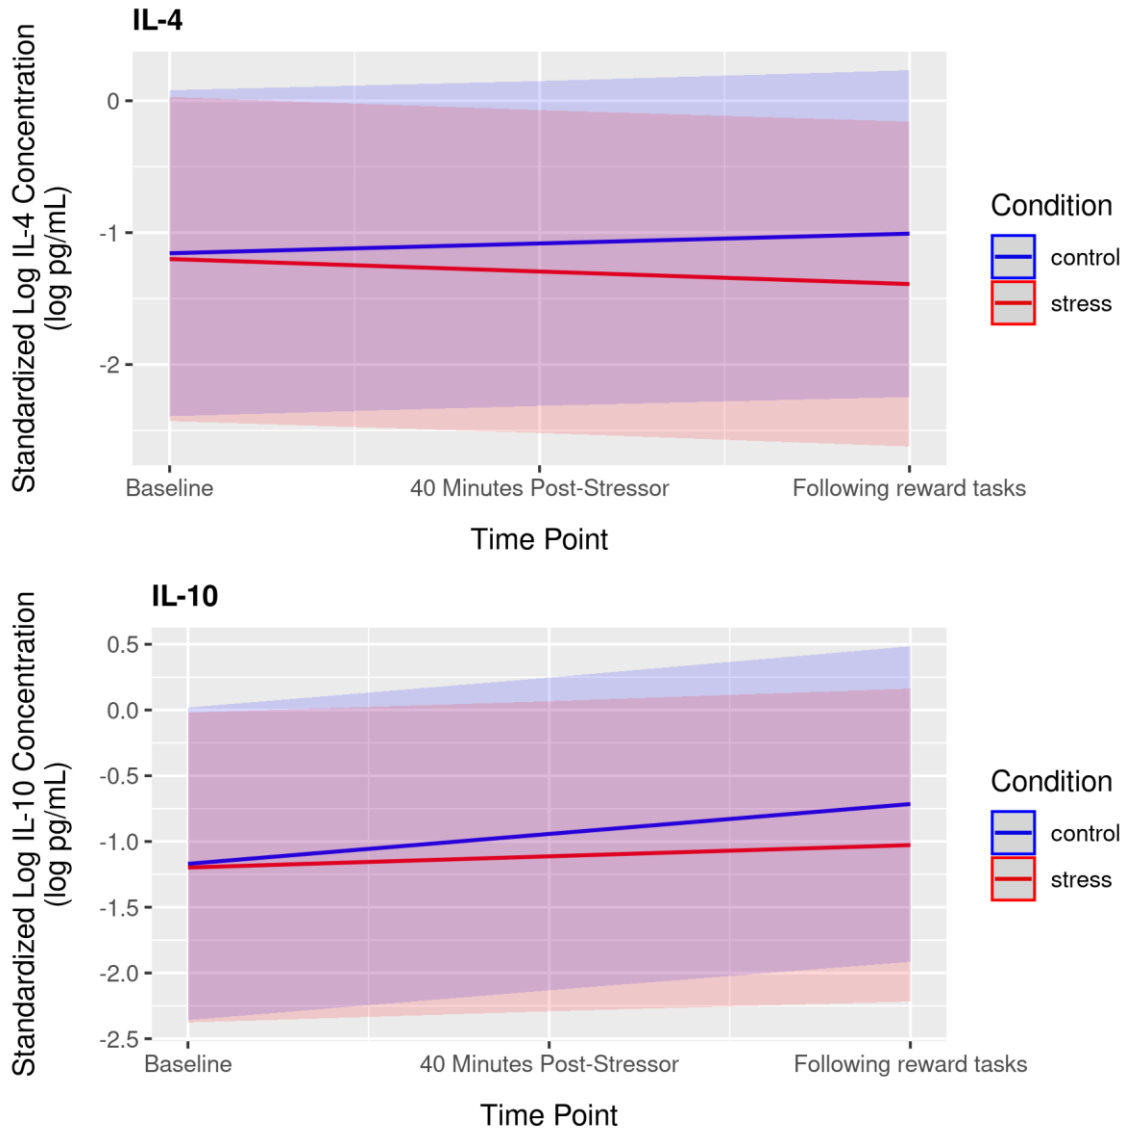 IL-4
Standardized Log IL-4 Concentration
(log pg/mL)
0
-1
-2
Baseline
40 Minutes Post-Stressor
Following reward tasks
Time Point
Condition
control
stress
IL-10
Standardized Log IL-10 Concentration
(log pg/mL)
0.5
0.0
-0.5
-1.0
-1.5
-2.0
-2.5
Baseline
40 Minutes Post-Stressor
Following reward tasks
Time Point
Condition
control
stress